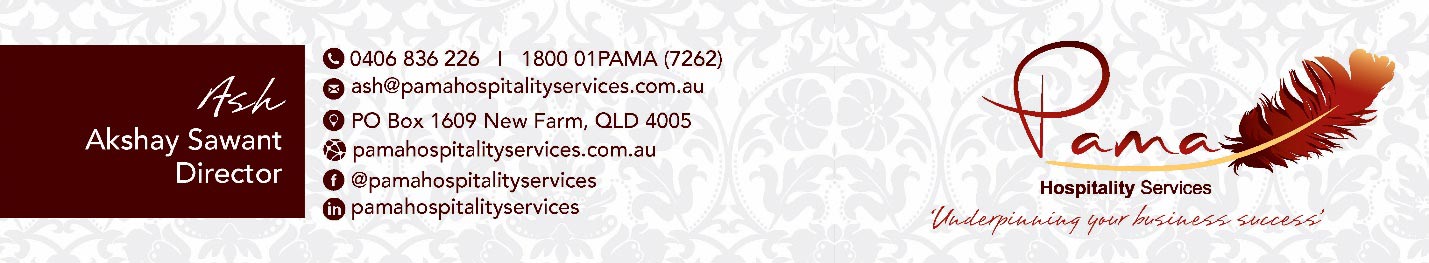 Ash
Akshay Sawant
Director
0406 836 226 | 1800 01PAMA (7262)
ash@pamahospitalityservices.com.au
PO Box 1609 New Farm, QLD 4005
pamahospitalityservices.com.au
@pamahospitalityservices
pamahospitalityservices
Pama
Hospitality Services
'Underpinning your business success'